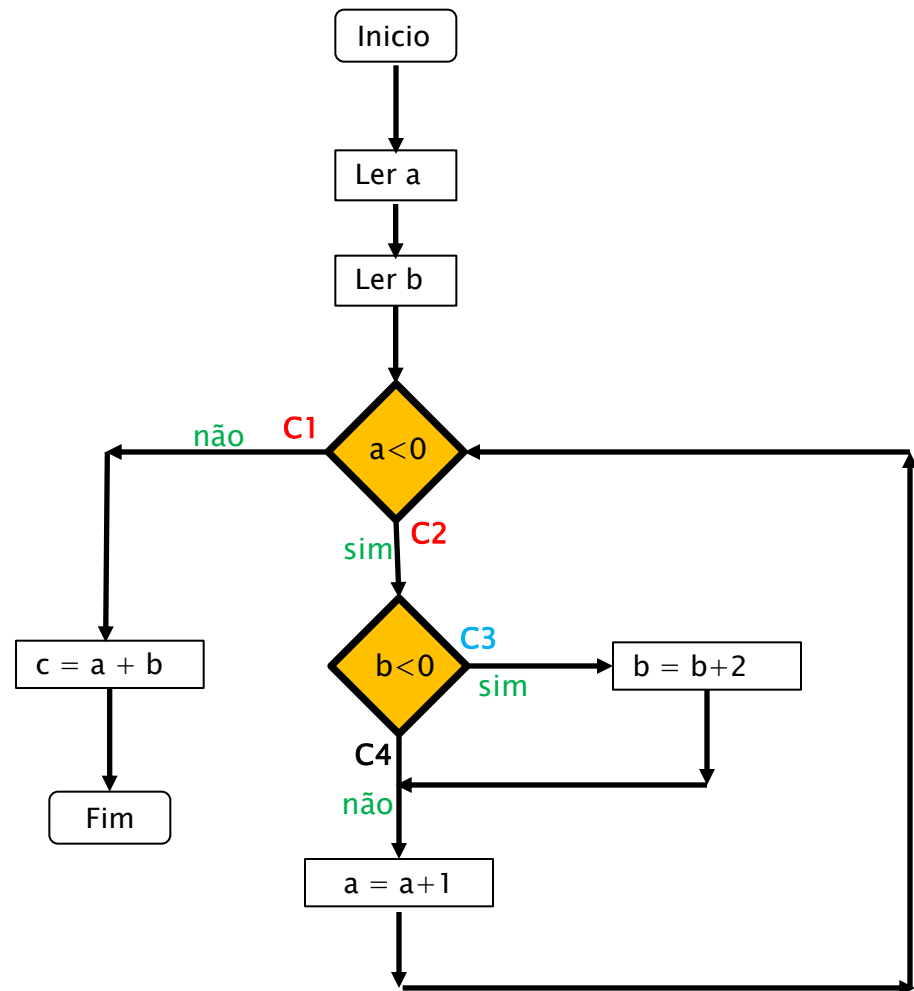 Inicio
Ler a
Ler b
a<0
C1
não
C2
sim
c = a + b
Fim
b<0
C3
sim
b = b+2
C4
não
a = a+1